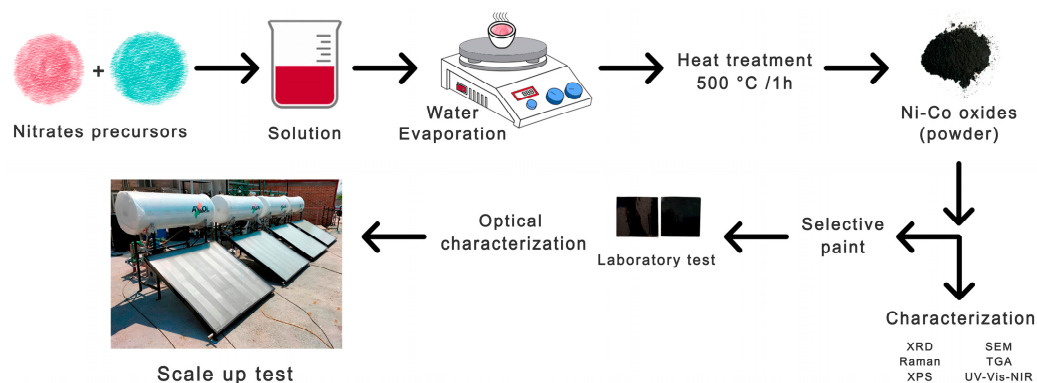 +
Nitrates precursors
Solution
Water
Evaporation
Heat treatment
500 °C /1h
Ni-Co oxides
(powder)
Selective
paint
Laboratory test
Optical
characterization
Scale up test
Characterization
XRD SEM
Raman TGA
XPS UV-Vis-NIR